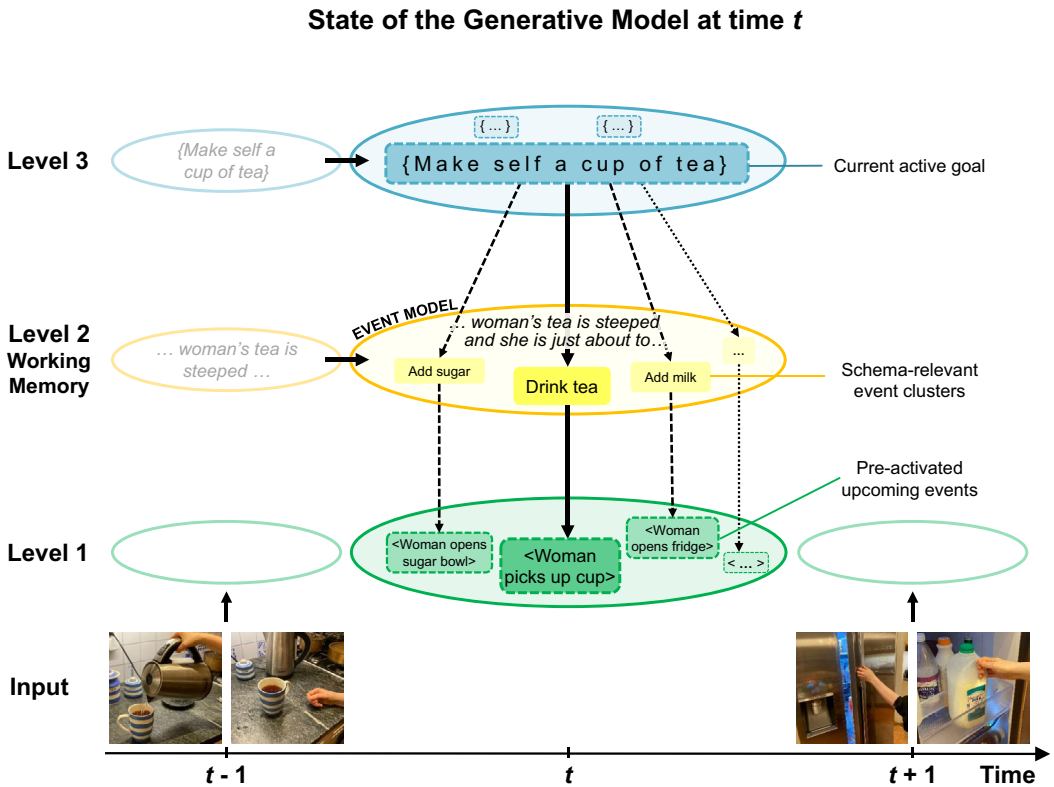 State of the Generative Model at time t
{ ... }
{ ... }
Level 3
{Make self a
cup of tea}
{Make self a cup of tea}
Current active goal
EVENT MODEL
Level 2
Working
Memory
… woman's tea is
steeped …
… woman's tea is steeped
and she is just about to…
...
Add sugar
Drink tea
Add milk
Schema-relevant
event clusters
Pre-activated
upcoming events
Level 1
<Woman opens
sugar bowl>
<Woman
picks up cup>
<Woman
opens fridge>
< ... >
Input
t - 1
t
t + 1
Time